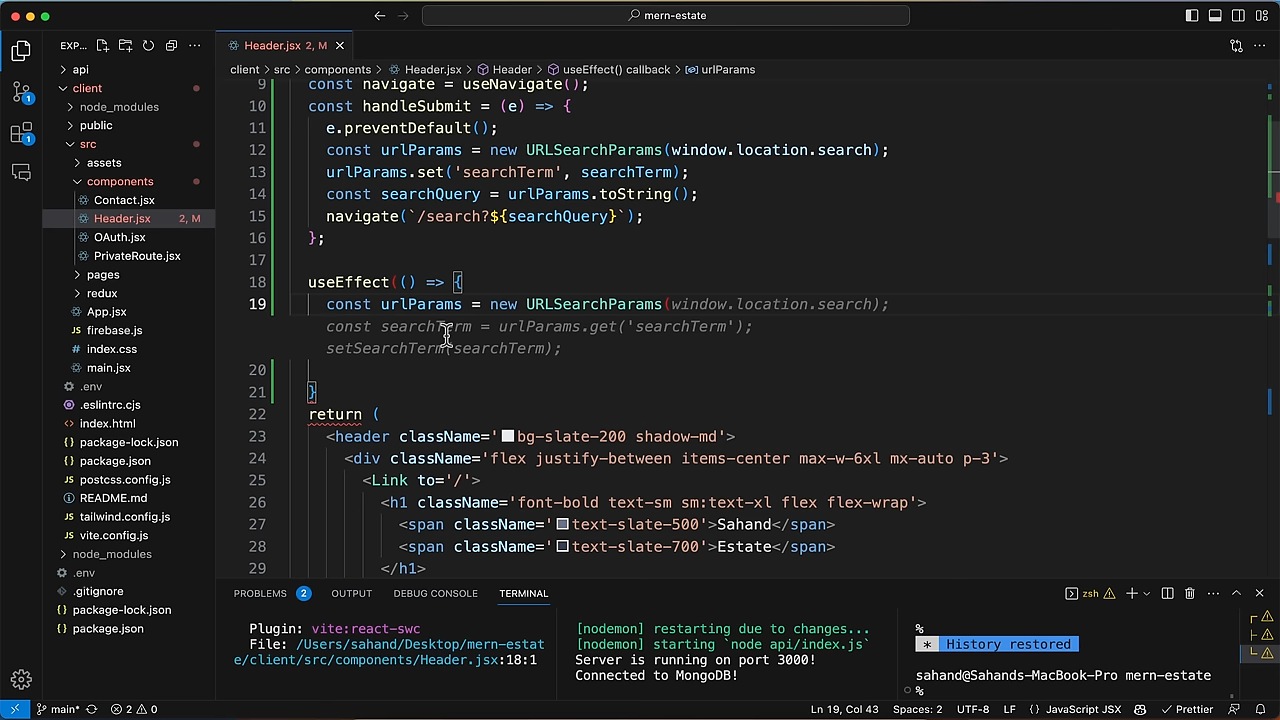 mern-estate
EXP...
Header.jsx 2, M
client > src > components > Header.jsx > Header > useEffect() callback > urlParams
api
client
node_modules
public
src
assets
components
Contact.jsx
Header.jsx 2, M
OAuth.jsx
PrivateRoute.jsx
pages
redux
App.jsx
firebase.js
index.css
main.jsx
.env
.eslintrc.cjs
index.html
package-lock.json
package.json
postcss.config.js
README.md
tailwind.config.js
vite.config.js
node_modules
.env
.gitignore
package-lock.json
package.json
1
1
9 const navigate = useNavigate();
10 const handleSubmit = (e) => {
11 e.preventDefault();
12 const urlParams = new URLSearchParams(window.location.search);
13 urlParams.set('searchTerm', searchTerm);
14 const searchQuery = urlParams.toString();
15 navigate(`/search?${searchQuery}`);
16 };
17
18 useEffect(() => {
19 const urlParams = new URLSearchParams(window.location.search);
const searchTerm = urlParams.get('searchTerm');
setSearchTerm(searchTerm);
20
21 }
22 return (
23 <header className='bg-slate-200 shadow-md'>
24 <div className='flex justify-between items-center max-w-6xl mx-auto p-3'>
25 <Link to='/'>
26 <h1 className='font-bold text-sm sm:text-xl flex flex-wrap'>
27 <span className='text-slate-500'>Sahand</span>
28 <span className='text-slate-700'>Estate</span>
29 </h1>
PROBLEMS 2 OUTPUT DEBUG CONSOLE TERMINAL
zsh
Plugin: vite:react-swc
File: /Users/sahand/Desktop/mern-estat
e/client/src/components/Header.jsx:18:1
[nodemon] restarting due to changes...
[nodemon] starting `node api/index.js`
Server is running on port 3000!
Connected to MongoDB!
%
* History restored
sahand@Sahands-MacBook-Pro mern-estate
%
main* 2 0
Ln 19, Col 43 Spaces: 2 UTF-8 LF {} JavaScript JSX Prettier